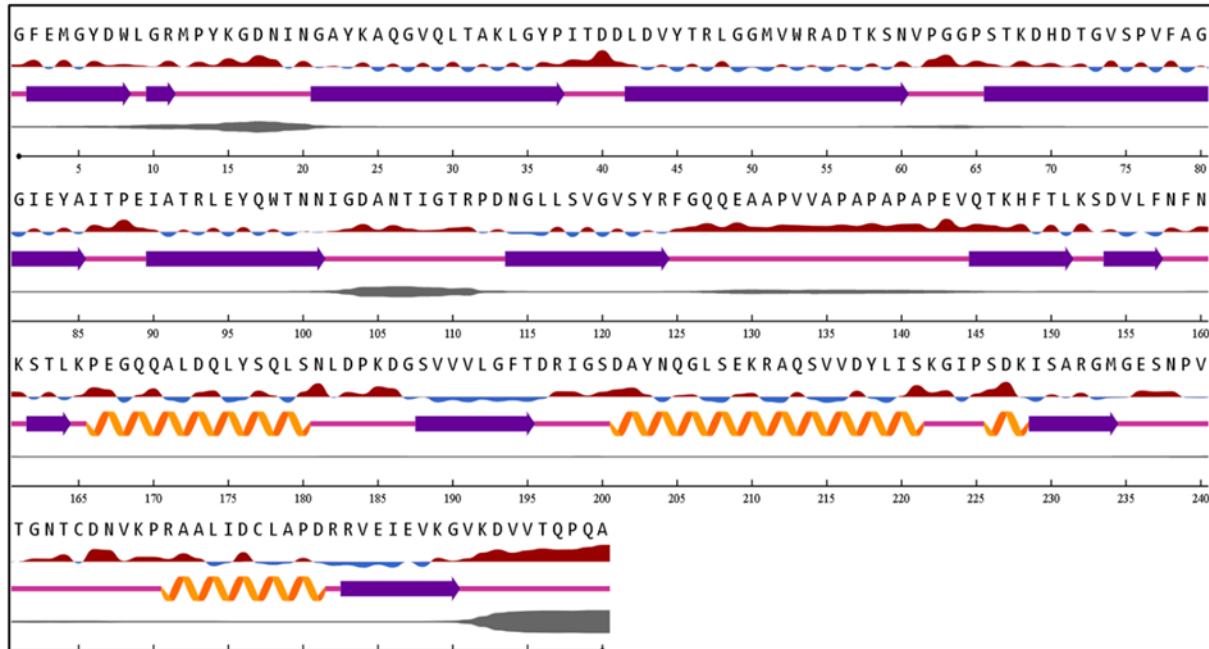 GFEMGYDWLGRMPYKGDNINGAYKAQGVQLTAKLGYPITDDLDVYTRLGGMVWRADTKSNVPGGPSTKDHDTGVSPVFAG
5 10 15 20 25 30 35 40 45 50 55 60 65 70 75 80
GIEYAITPEIATRLEYQWTNNIGDANTIGTRPDNGLLSVGVSYRFGQQEAAPVVAPAPAPAPEVQTKHFTLKSDVLFNFN
85 90 95 100 105 110 115 120 125 130 135 140 145 150 155 160
KSTLKPEGQQALDQLYSQLSNLDPKDGSVVVLGFTDRIGSDAYNQGLSEKRAQSVVDYLISKGIPSDKISARGMGESNPV
165 170 175 180 185 190 195 200 205 210 215 220 225 230 235 240
TGNTCDNVKPRAALIDCLAPDRRVEIEVKGVKDVVTQPQA